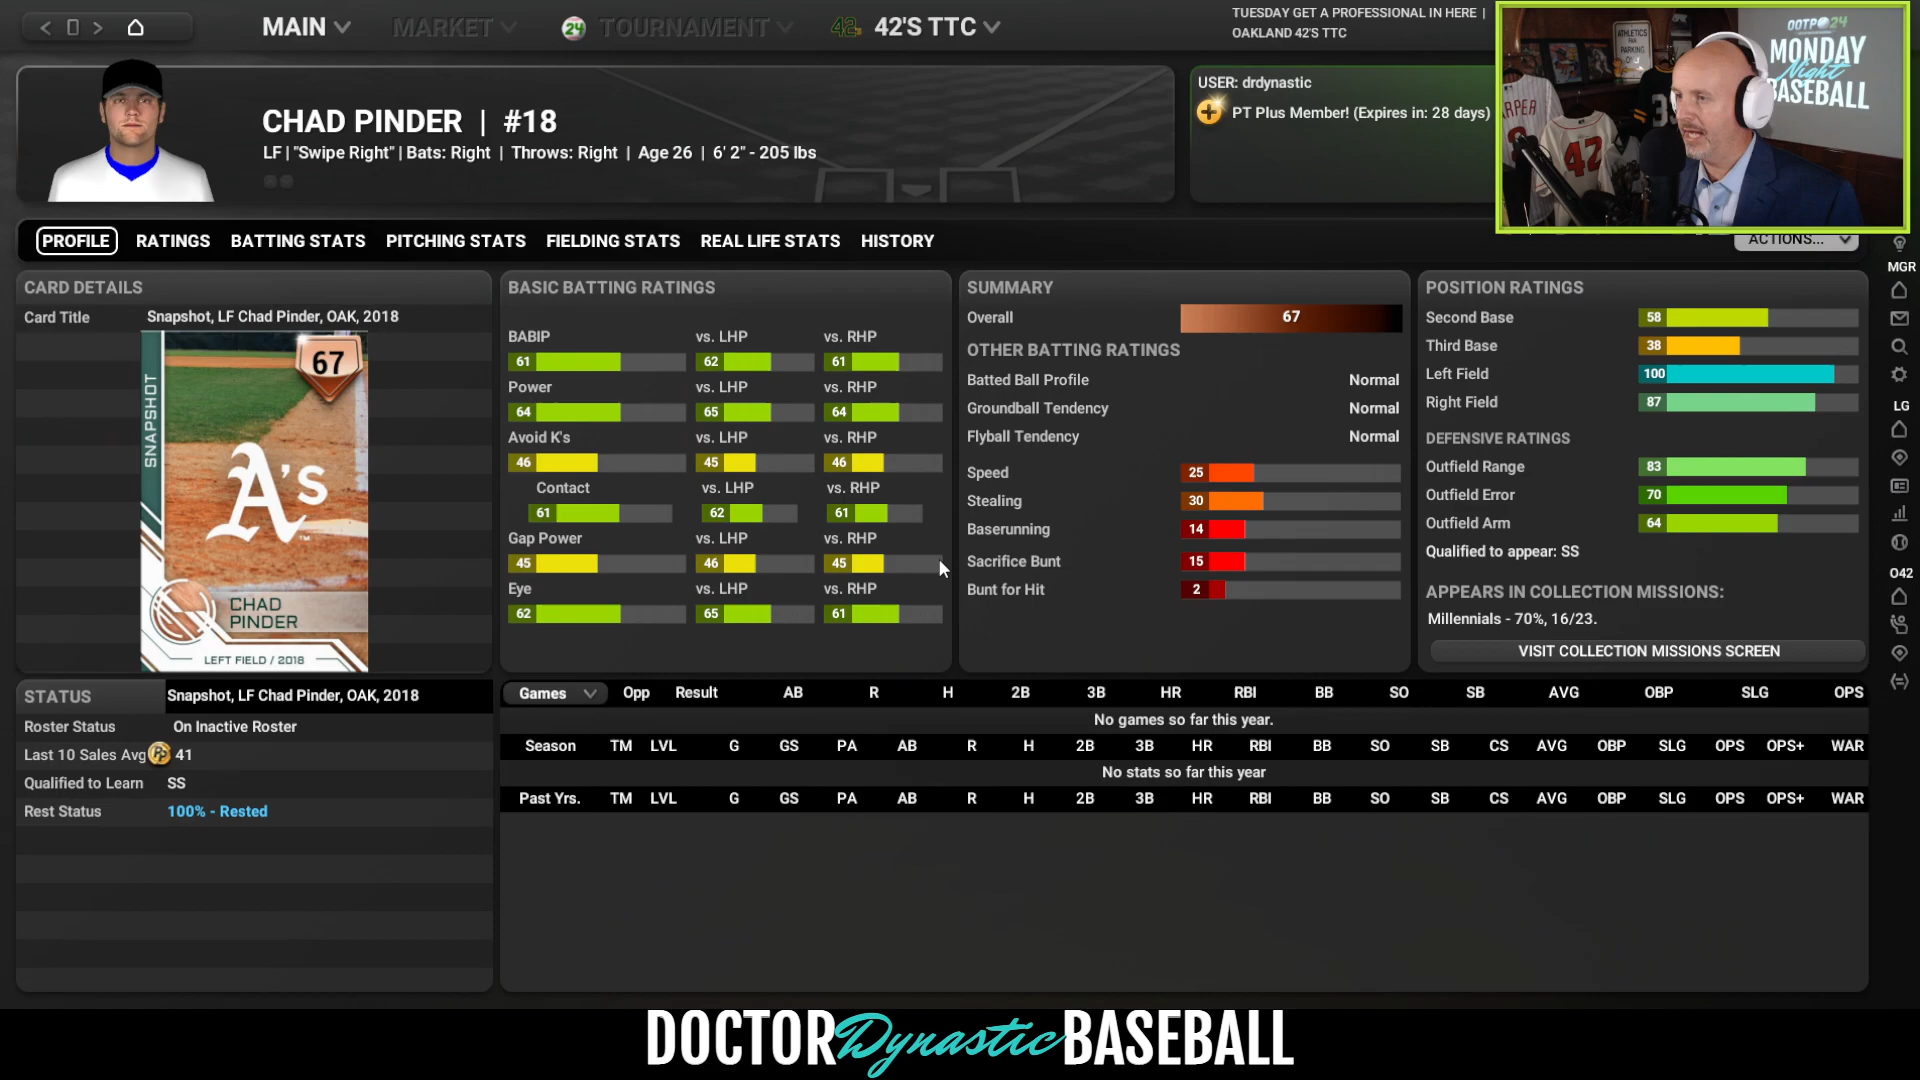 MAIN
MARKET
24
TOURNAMENT
42
42'S TTC
TUESDAY GET A PROFESSIONAL IN HERE |
OAKLAND 42'S TTC
CHAD PINDER | #18
LF | "Swipe Right" | Bats: Right | Throws: Right | Age 26 | 6' 2" - 205 lbs
USER: drdynastic
PT Plus Member! (Expires in: 28 days)
ATHLETICS
FAN
PARKING
42
OOTP 24
MONDAY
Night
BASEBALL
PROFILE
RATINGS
BATTING STATS
PITCHING STATS
FIELDING STATS
REAL LIFE STATS
HISTORY
ACTIONS...
CARD DETAILS
Card Title
Snapshot, LF Chad Pinder, OAK, 2018
SNAPSHOT
67
A's
CHAD
PINDER
LEFT FIELD / 2018
BASIC BATTING RATINGS
BABIP vs. LHP vs. RHP
61 62 61
Power vs. LHP vs. RHP
64 65 64
Avoid K's vs. LHP vs. RHP
46 45 46
Contact vs. LHP vs. RHP
61 62 61
Gap Power vs. LHP vs. RHP
45 46 45
Eye vs. LHP vs. RHP
62 65 61
SUMMARY
Overall 67
OTHER BATTING RATINGS
Batted Ball Profile Normal
Groundball Tendency Normal
Flyball Tendency Normal
Speed 25
Stealing 30
Baserunning 14
Sacrifice Bunt 15
Bunt for Hit 2
POSITION RATINGS
Second Base 58
Third Base 38
Left Field 100
Right Field 87
DEFENSIVE RATINGS
Outfield Range 83
Outfield Error 70
Outfield Arm 64
Qualified to appear: SS
APPEARS IN COLLECTION MISSIONS:
Millennials - 70%, 16/23.
VISIT COLLECTION MISSIONS SCREEN
MGR
LG
O42
STATUS
Snapshot, LF Chad Pinder, OAK, 2018
Roster Status On Inactive Roster
Last 10 Sales Avg PP 41
Qualified to Learn SS
Rest Status 100% - Rested
Games Opp Result AB R H 2B 3B HR RBI BB SO SB AVG OBP SLG OPS
No games so far this year.
Season TM LVL G GS PA AB R H 2B 3B HR RBI BB SO SB CS AVG OBP SLG OPS OPS+ WAR
No stats so far this year
Past Yrs. TM LVL G GS PA AB R H 2B 3B HR RBI BB SO SB CS AVG OBP SLG OPS OPS+ WAR
DOCTOR Dynastic BASEBALL